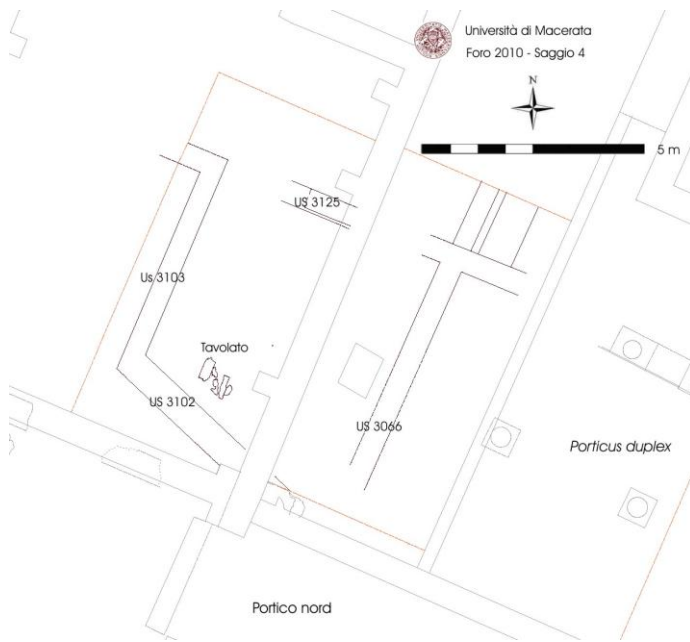 Università di Macerata
Foro 2010 - Saggio 4
N
5 m
US 3125
Us 3103
Tavolato
US 3102
US 3066
Porticus duplex
Portico nord